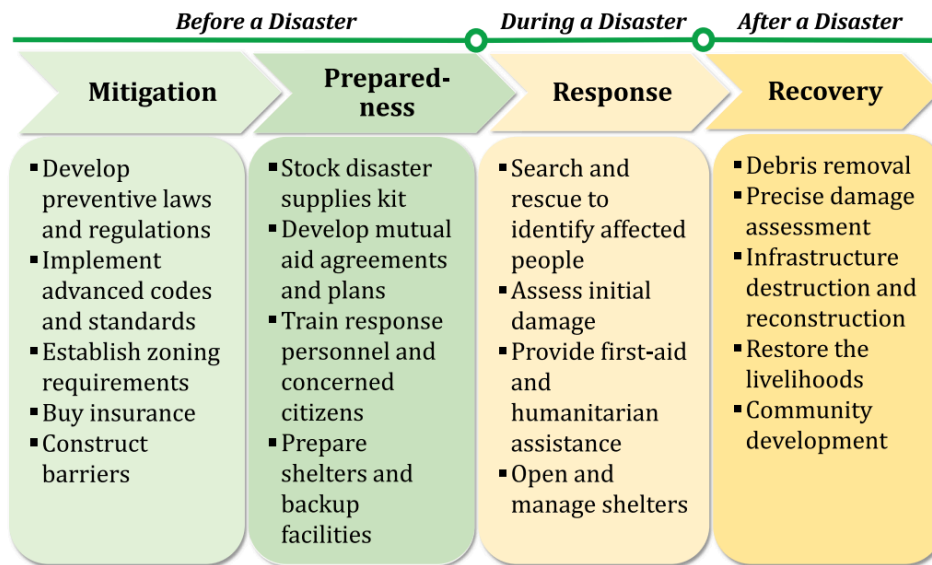 Before a Disaster
During a Disaster
After a Disaster
Mitigation
Prepared-
ness
Response
Recovery
▪ Develop
preventive laws
and regulations
▪ Implement
advanced codes
and standards
▪ Establish zoning
requirements
▪ Buy insurance
▪ Construct
barriers
▪ Stock disaster
supplies kit
▪ Develop mutual
aid agreements
and plans
▪ Train response
personnel and
concerned
citizens
▪ Prepare
shelters and
backup
facilities
▪ Search and
rescue to
identify affected
people
▪ Assess initial
damage
▪ Provide first-aid
and
humanitarian
assistance
▪ Open and
manage shelters
▪ Debris removal
▪ Precise damage
assessment
▪ Infrastructure
destruction and
reconstruction
▪ Restore the
livelihoods
▪ Community
development